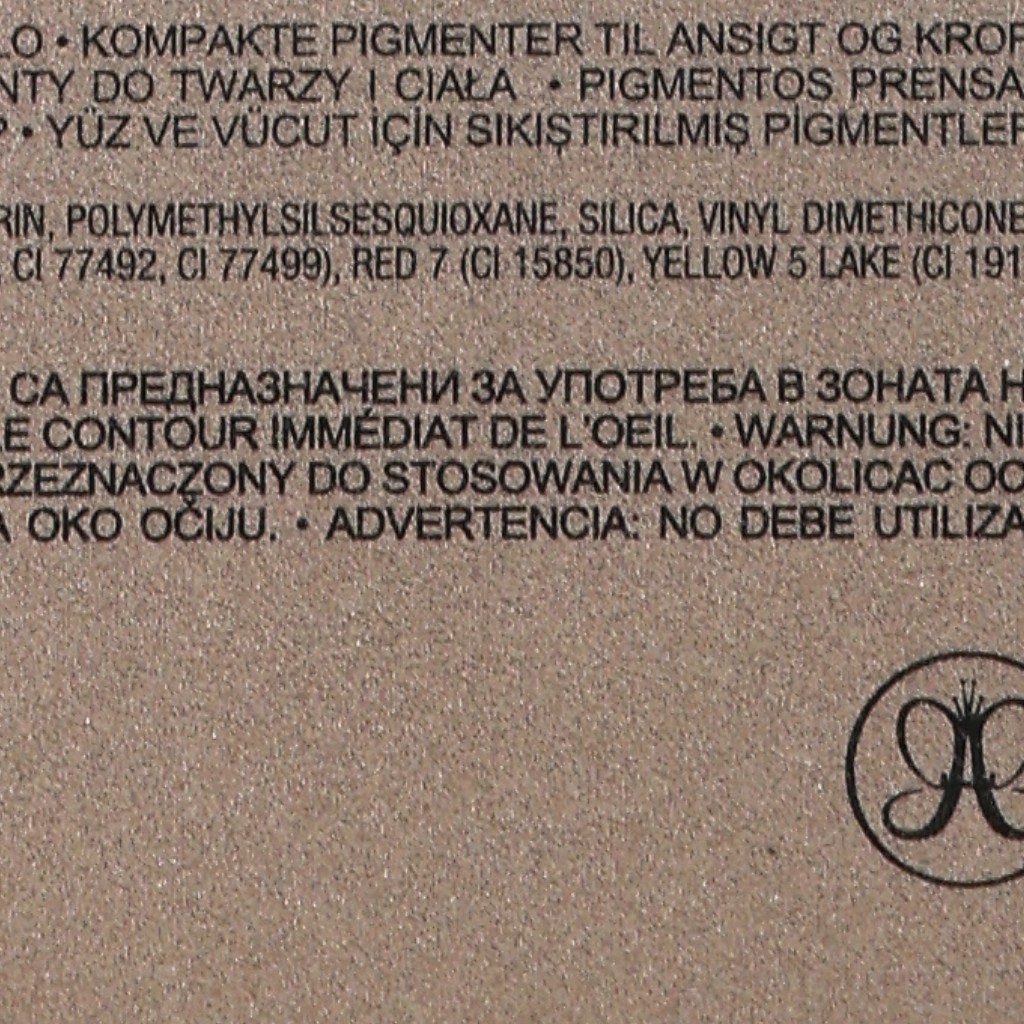 LO • KOMPAKTE PIGMENTER TIL ANSIGT OG KROP
NTY DO TWARZY I CIAŁA • PIGMENTOS PRENSA
P • YÜZ VE VÜCUT İÇİN SIKIŞTIRILMIŞ PİGMENTLER
RIN, POLYMETHYLSILSESQUIOXANE, SILICA, VINYL DIMETHICONE
CI 77492, CI 77499), RED 7 (CI 15850), YELLOW 5 LAKE (CI 191
СА ПРЕДНАЗНАЧЕНИ ЗА УПОТРЕБА В ЗОНАТА Н
LE CONTOUR IMMÉDIAT DE L'OEIL. • WARNUNG: NI
RZEZNACZONY DO STOSOWANIA W OKOLICAC OC
A OKO OČIJU. • ADVERTENCIA: NO DEBE UTILIZA